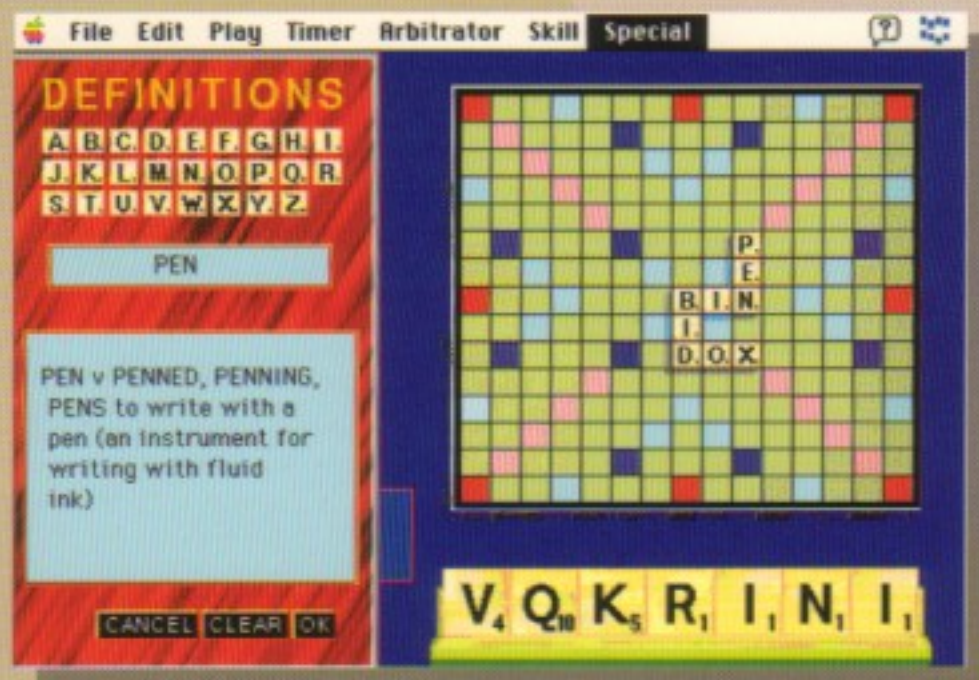 File Edit Play Timer Arbitrator Skill Special ?
DEFINITIONS
A. B. C. D. E. F. G. H. I.
J. K. L. M. N. O. P. Q. R.
S. T. U. V. W. X. Y. Z.
PEN
PEN v PENNED, PENNING,
PENS to write with a
pen (an instrument for
writing with fluid
ink)
CANCEL CLEAR OK
P.
E.
B. I. N.
I.
D. O. X.
V4 Q10 K5 R1 I1 N1 I1